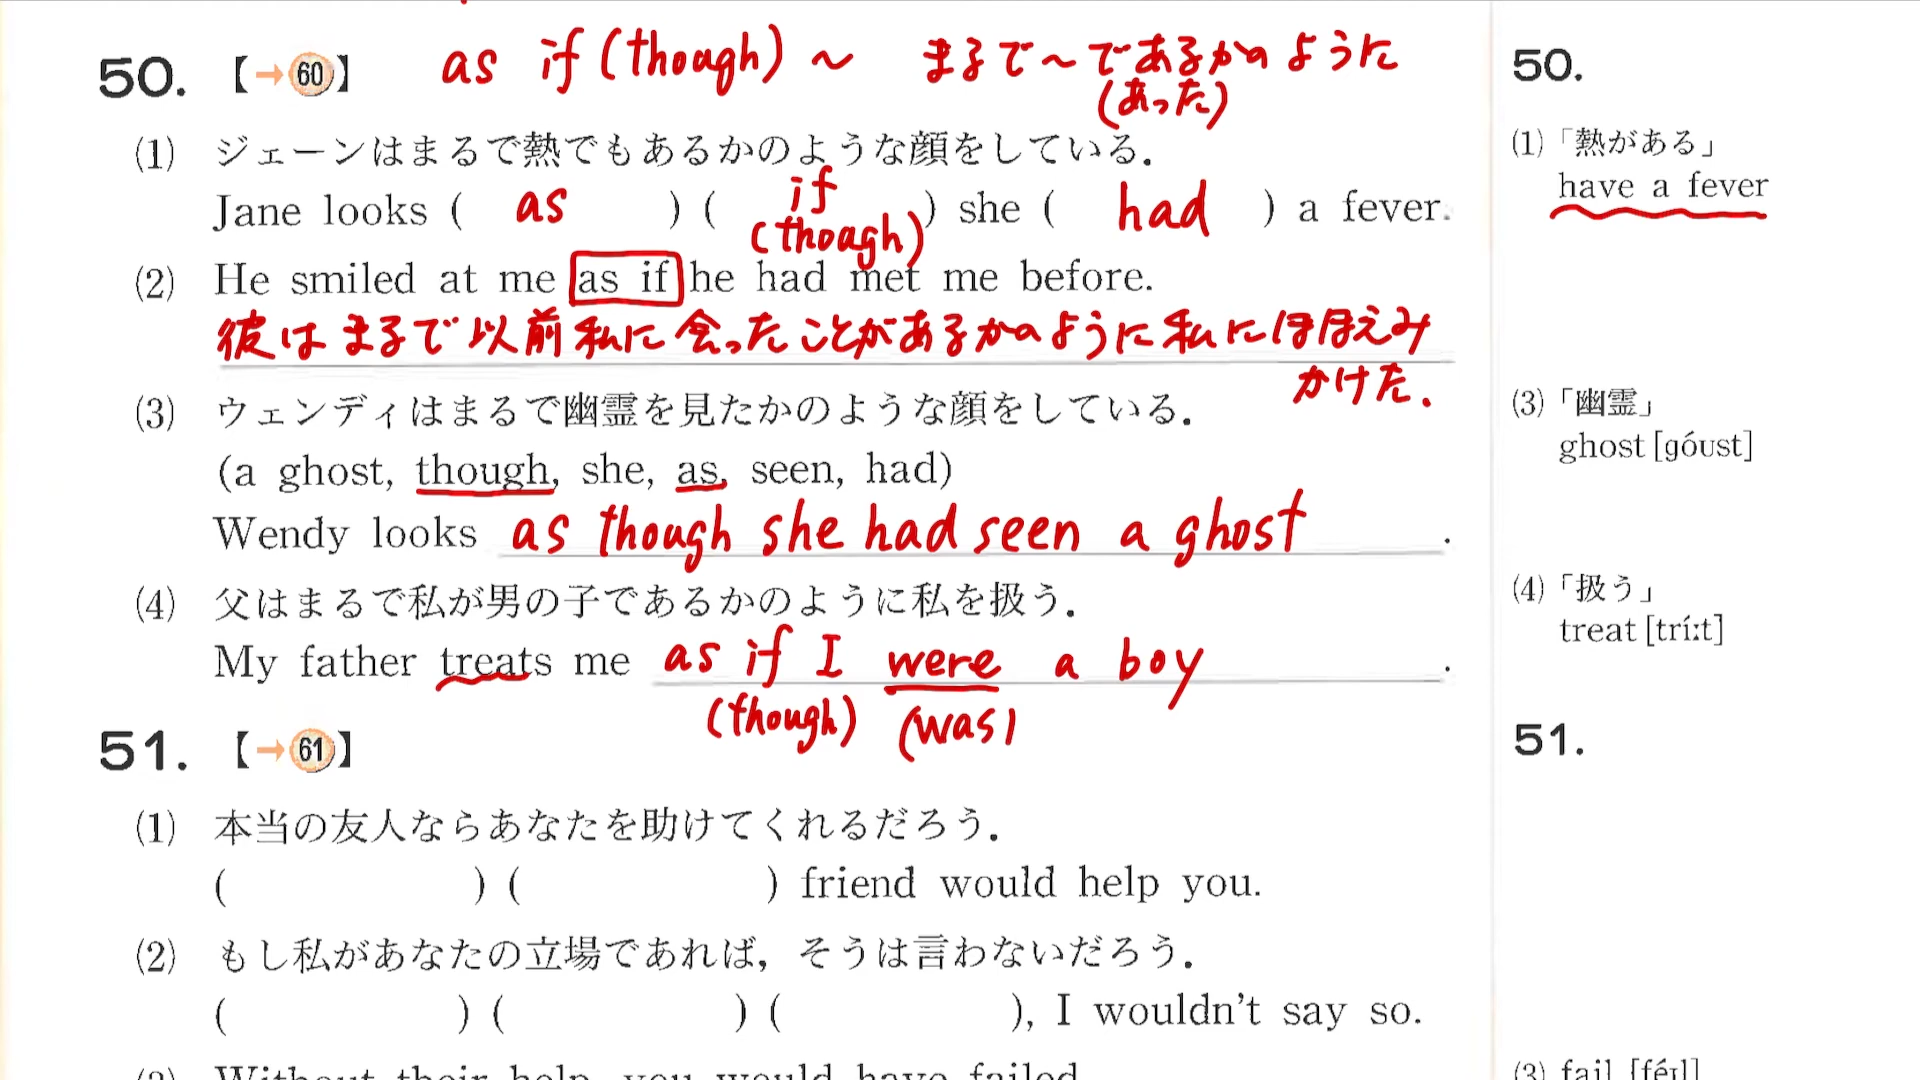 50. 【→60】 as if (though) ~ まるで~であるかのように
(あった)
50.
(1) ジェーンはまるで熱でもあるかのような顔をしている.
(1)「熱がある」
have a fever
Jane looks ( as ) ( if ) she ( had ) a fever.
(though)
(2) He smiled at me as if he had met me before.
彼はまるで以前私に会ったことがあるかのように私にほほえみ
かけた.
(3) ウェンディはまるで幽霊を見たかのような顔をしている.
(3)「幽霊」
ghost [góust]
(a ghost, though, she, as, seen, had)
Wendy looks as though she had seen a ghost .
(4) 父はまるで私が男の子であるかのように私を扱う.
(4)「扱う」
treat [tríːt]
My father treats me as if I were a boy .
(though) (was)
51. 【→61】
51.
(1) 本当の友人ならあなたを助けてくれるだろう.
( ) ( ) friend would help you.
(2) もし私があなたの立場であれば,そうは言わないだろう.
( ) ( ) ( ), I wouldn't say so.
(3) Without their help, you would have failed
(3) fail [féɪl]